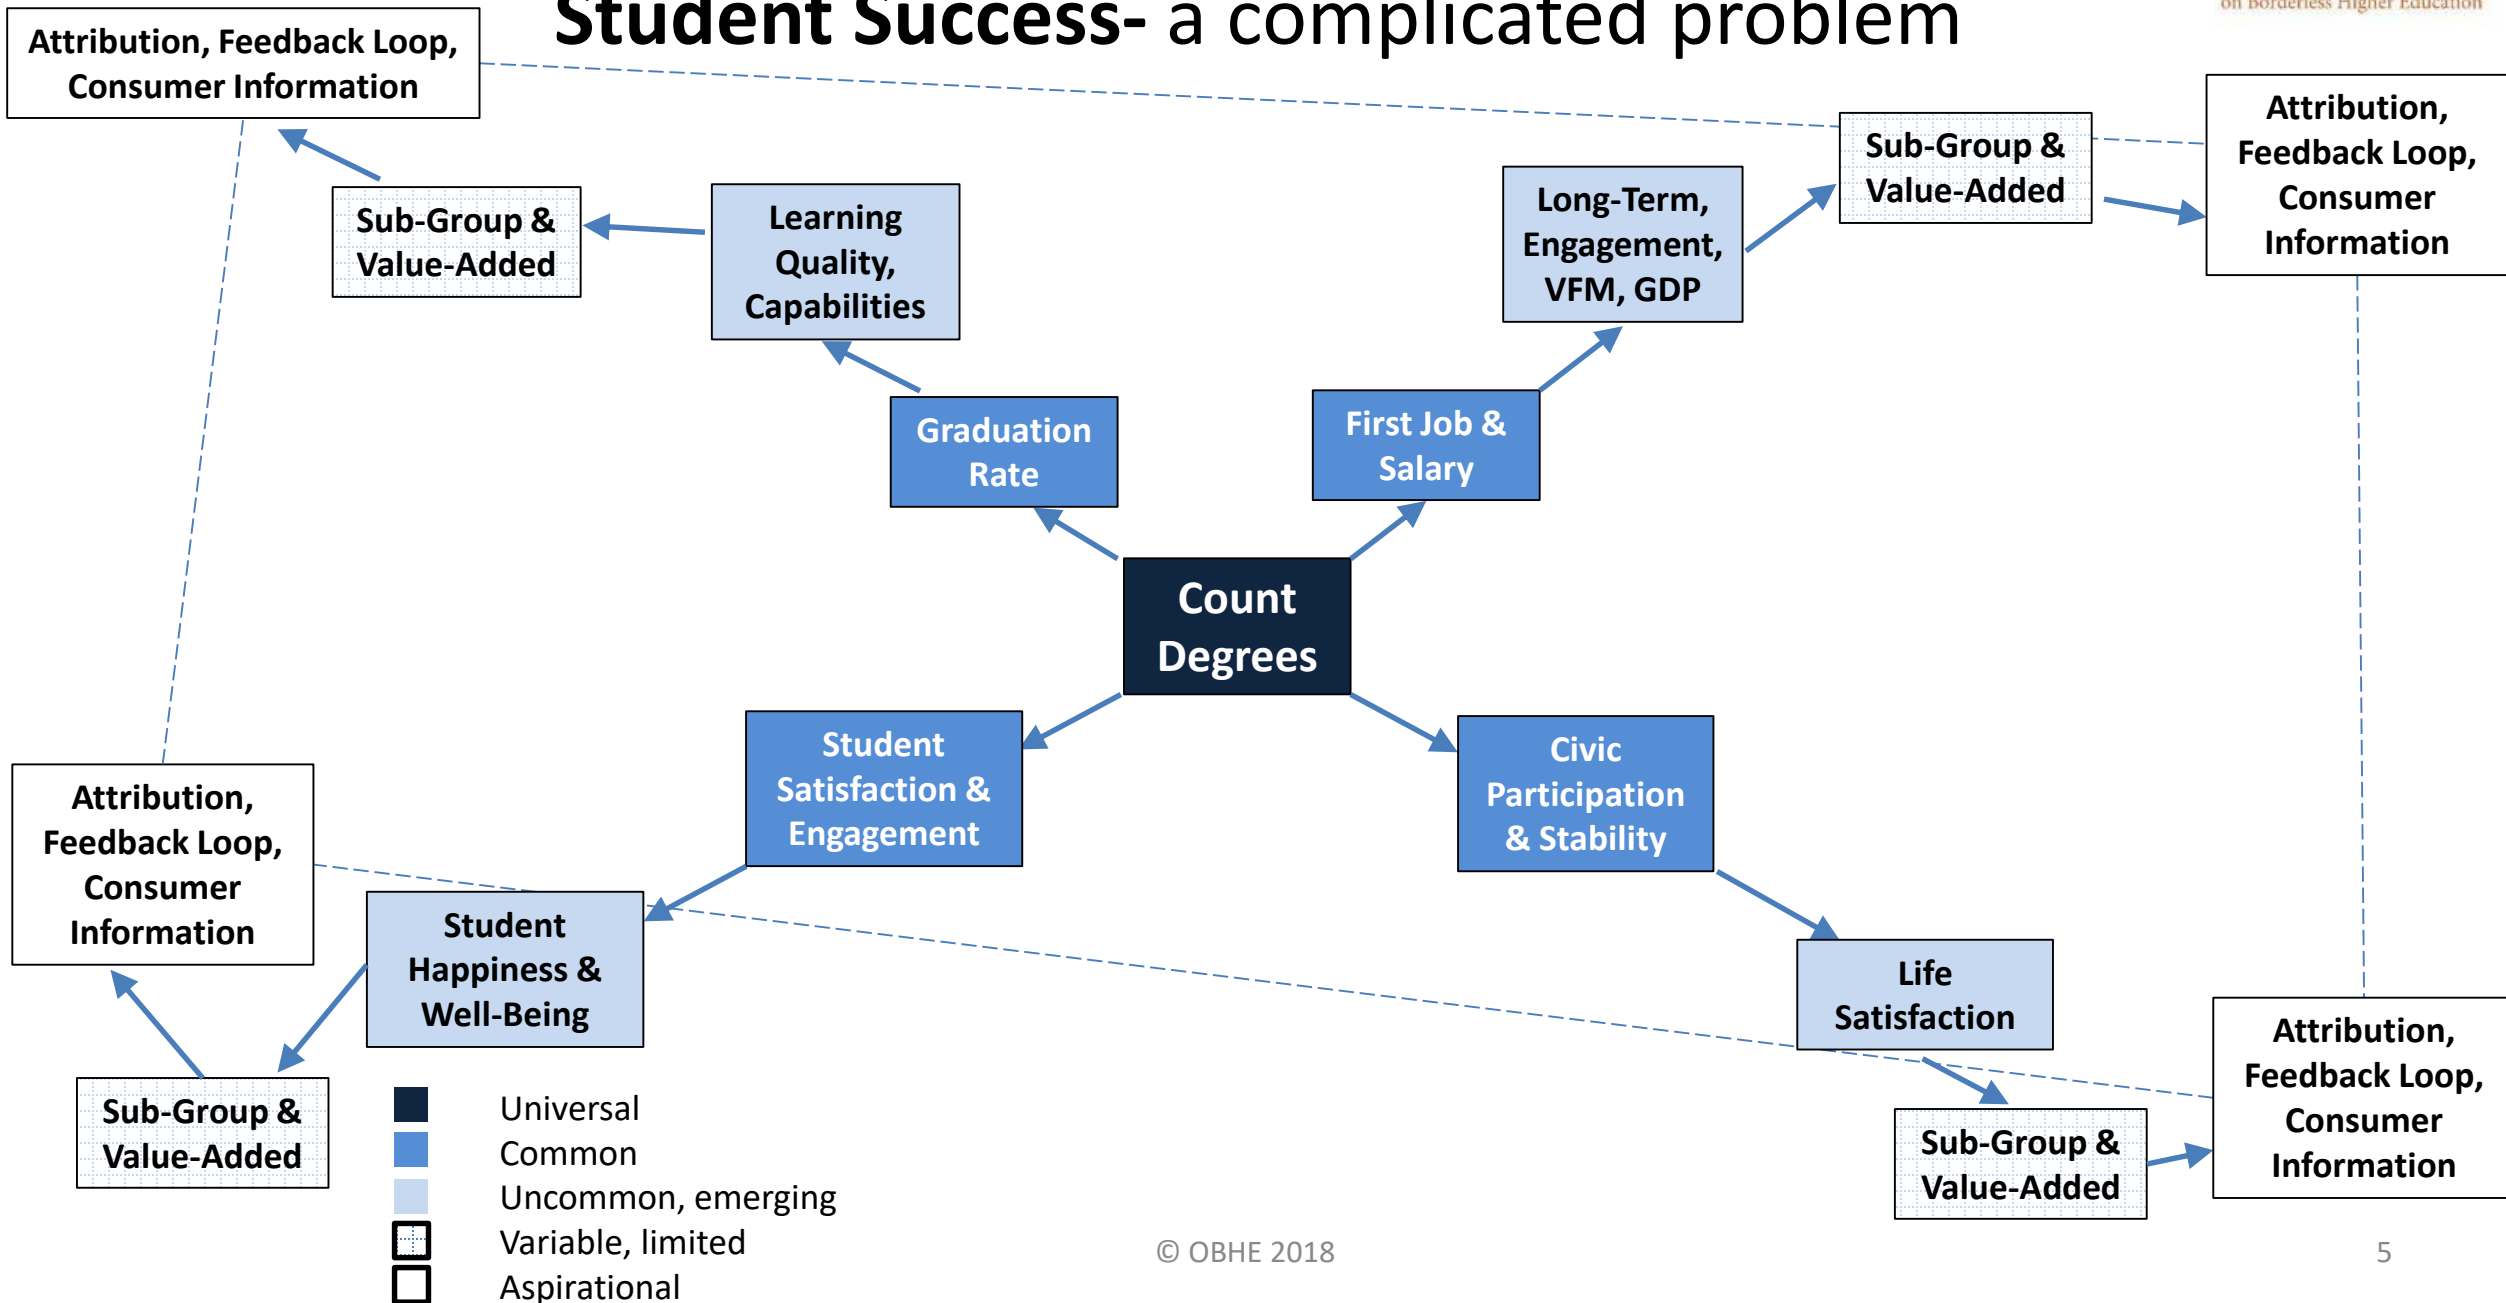 Student Success- a complicated problem
on Borderless Higher Education
Attribution, Feedback Loop,
Consumer Information
Sub-Group &
Value-Added
Learning
Quality,
Capabilities
Graduation
Rate
Long-Term,
Engagement,
VFM, GDP
Sub-Group &
Value-Added
Attribution,
Feedback Loop,
Consumer
Information
First Job &
Salary
Count
Degrees
Student
Satisfaction &
Engagement
Civic
Participation
& Stability
Attribution,
Feedback Loop,
Consumer
Information
Student
Happiness &
Well-Being
Sub-Group &
Value-Added
Life
Satisfaction
Sub-Group &
Value-Added
Attribution,
Feedback Loop,
Consumer
Information
Universal
Common
Uncommon, emerging
Variable, limited
Aspirational
© OBHE 2018
5